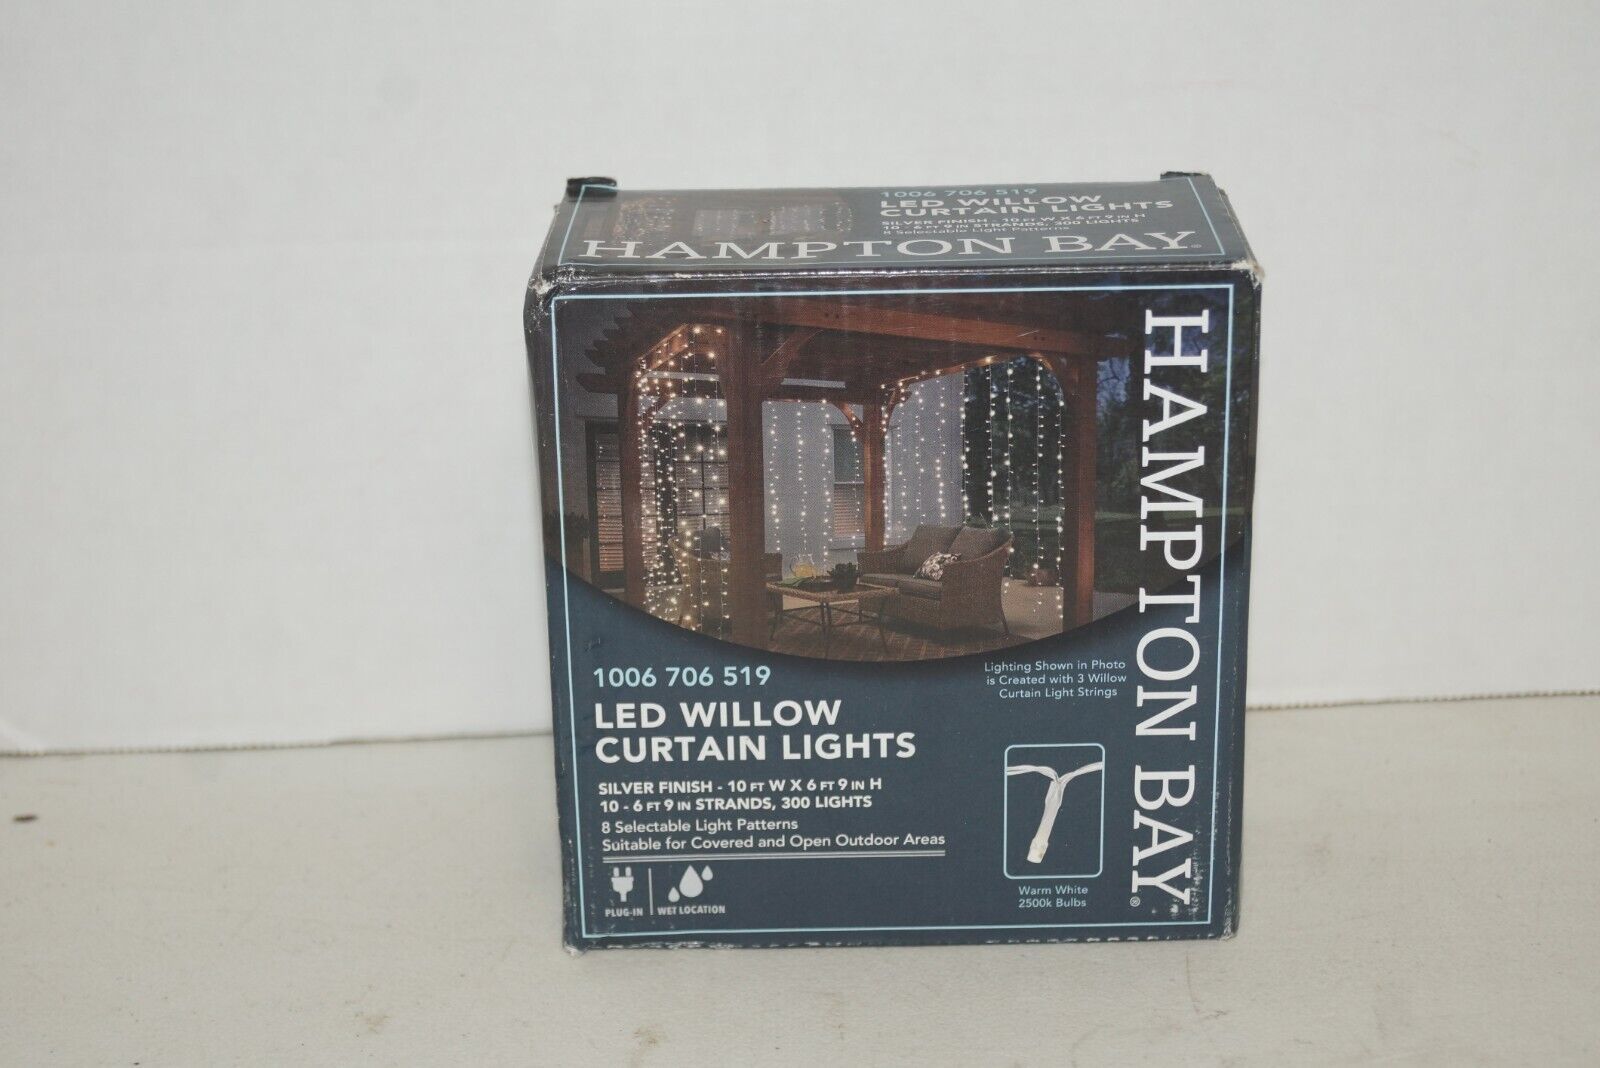 1006 706 519
LED WILLOW
CURTAIN LIGHTS
SILVER FINISH - 10 FT W X 6 FT 9 IN H
10 - 6 FT 9 IN STRANDS, 300 LIGHTS
8 Selectable Light Patterns
HAMPTON BAY®
HAMPTON BAY®
Lighting Shown in Photo
is Created with 3 Willow
Curtain Light Strings
1006 706 519
LED WILLOW
CURTAIN LIGHTS
SILVER FINISH - 10 FT W X 6 FT 9 IN H
10 - 6 FT 9 IN STRANDS, 300 LIGHTS
8 Selectable Light Patterns
Suitable for Covered and Open Outdoor Areas
PLUG-IN
WET LOCATION
Warm White
2500k Bulbs